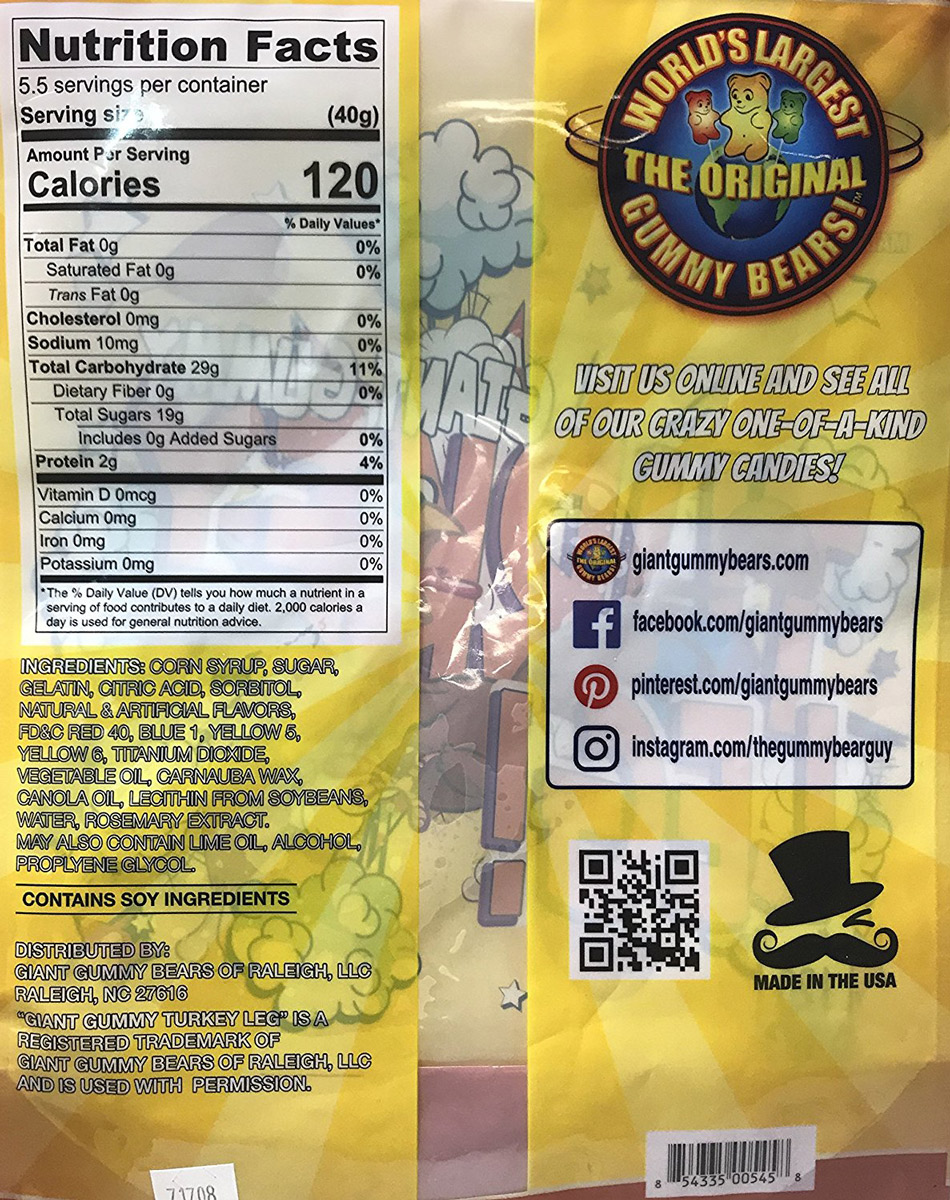 Nutrition Facts
5.5 servings per container
Serving size (40g)
Amount Per Serving
Calories 120
% Daily Values*
Total Fat 0g 0%
Saturated Fat 0g 0%
Trans Fat 0g
Cholesterol 0mg 0%
Sodium 10mg 0%
Total Carbohydrate 29g 11%
Dietary Fiber 0g 0%
Total Sugars 19g
Includes 0g Added Sugars 0%
Protein 2g 4%
Vitamin D 0mcg 0%
Calcium 0mg 0%
Iron 0mg 0%
Potassium 0mg 0%
*The % Daily Value (DV) tells you how much a nutrient in a
serving of food contributes to a daily diet. 2,000 calories a
day is used for general nutrition advice.
INGREDIENTS: CORN SYRUP, SUGAR,
GELATIN, CITRIC ACID, SORBITOL,
NATURAL & ARTIFICIAL FLAVORS,
FD&C RED 40, BLUE 1, YELLOW 5,
YELLOW 6, TITANIUM DIOXIDE,
VEGETABLE OIL, CARNAUBA WAX,
CANOLA OIL, LECITHIN FROM SOYBEANS,
WATER, ROSEMARY EXTRACT.
MAY ALSO CONTAIN LIME OIL, ALCOHOL,
PROPLYENE GLYCOL.
CONTAINS SOY INGREDIENTS
DISTRIBUTED BY:
GIANT GUMMY BEARS OF RALEIGH, LLC
RALEIGH, NC 27616
"GIANT GUMMY TURKEY LEG" IS A
REGISTERED TRADEMARK OF
GIANT GUMMY BEARS OF RALEIGH, LLC
AND IS USED WITH PERMISSION.
71708
WORLD'S LARGEST
THE ORIGINAL
GUMMY BEARS!™
VISIT US ONLINE AND SEE ALL
OF OUR CRAZY ONE-OF-A-KIND
GUMMY CANDIES!
giantgummybears.com
facebook.com/giantgummybears
pinterest.com/giantgummybears
instagram.com/thegummybearguy
MADE IN THE USA
8 54335 00545 8